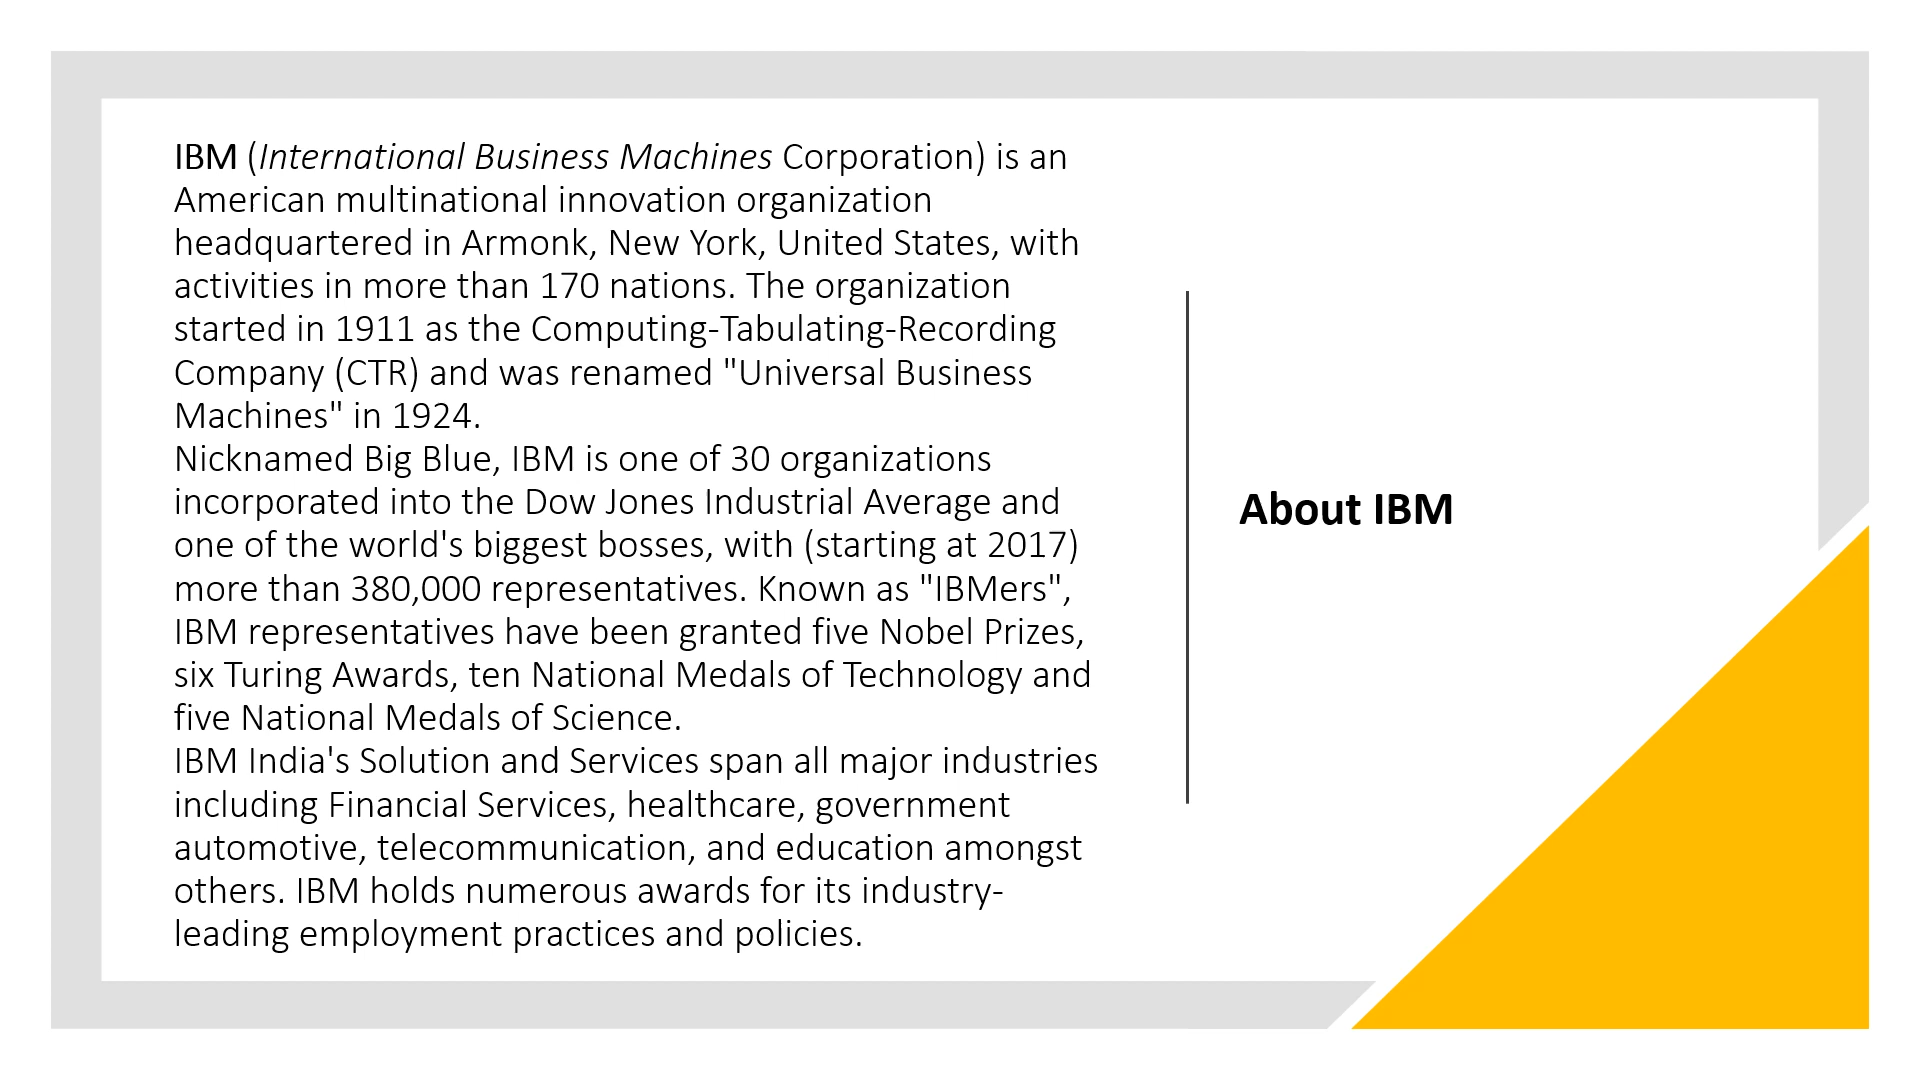 IBM (International Business Machines Corporation) is an
American multinational innovation organization
headquartered in Armonk, New York, United States, with
activities in more than 170 nations. The organization
started in 1911 as the Computing-Tabulating-Recording
Company (CTR) and was renamed "Universal Business
Machines" in 1924.
Nicknamed Big Blue, IBM is one of 30 organizations
incorporated into the Dow Jones Industrial Average and
one of the world's biggest bosses, with (starting at 2017)
more than 380,000 representatives. Known as "IBMers",
IBM representatives have been granted five Nobel Prizes,
six Turing Awards, ten National Medals of Technology and
five National Medals of Science.
IBM India's Solution and Services span all major industries
including Financial Services, healthcare, government
automotive, telecommunication, and education amongst
others. IBM holds numerous awards for its industry-
leading employment practices and policies.
About IBM